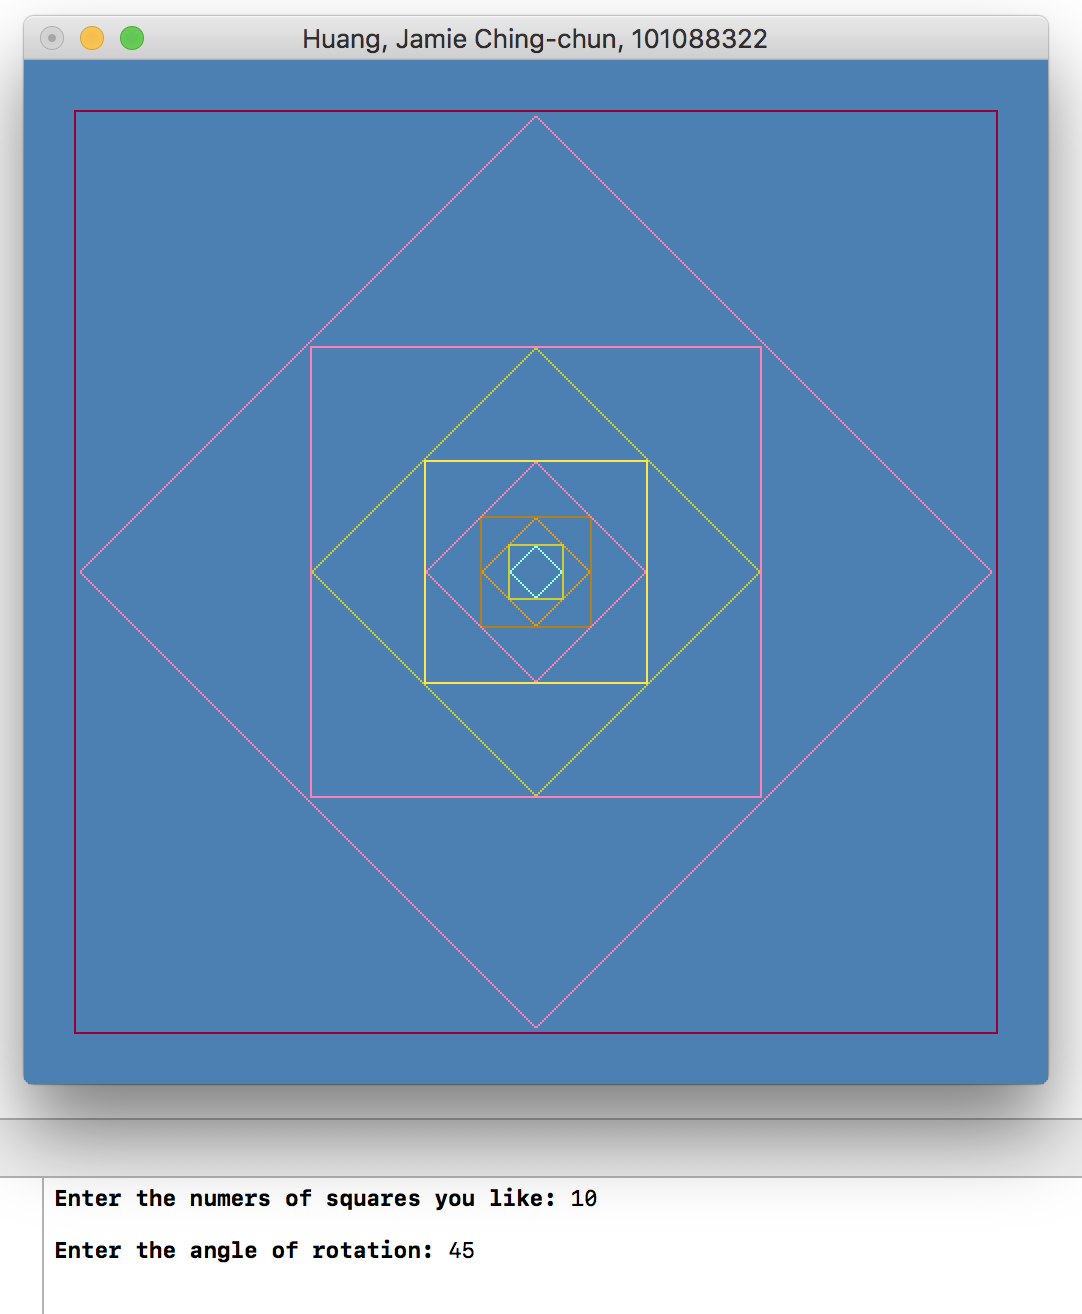 Huang, Jamie Ching-chun, 101088322
Enter the numers of squares you like: 10
Enter the angle of rotation: 45